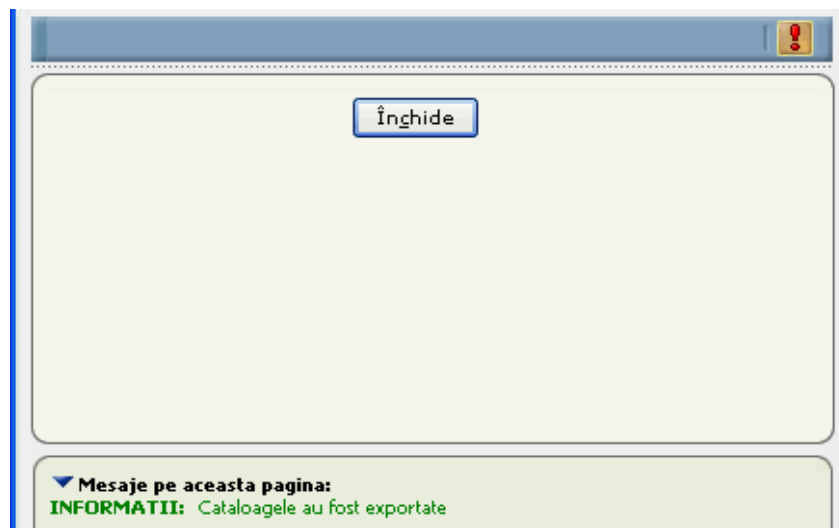 Închide
Mesaje pe aceasta pagina:
INFORMATII: Cataloagele au fost exportate